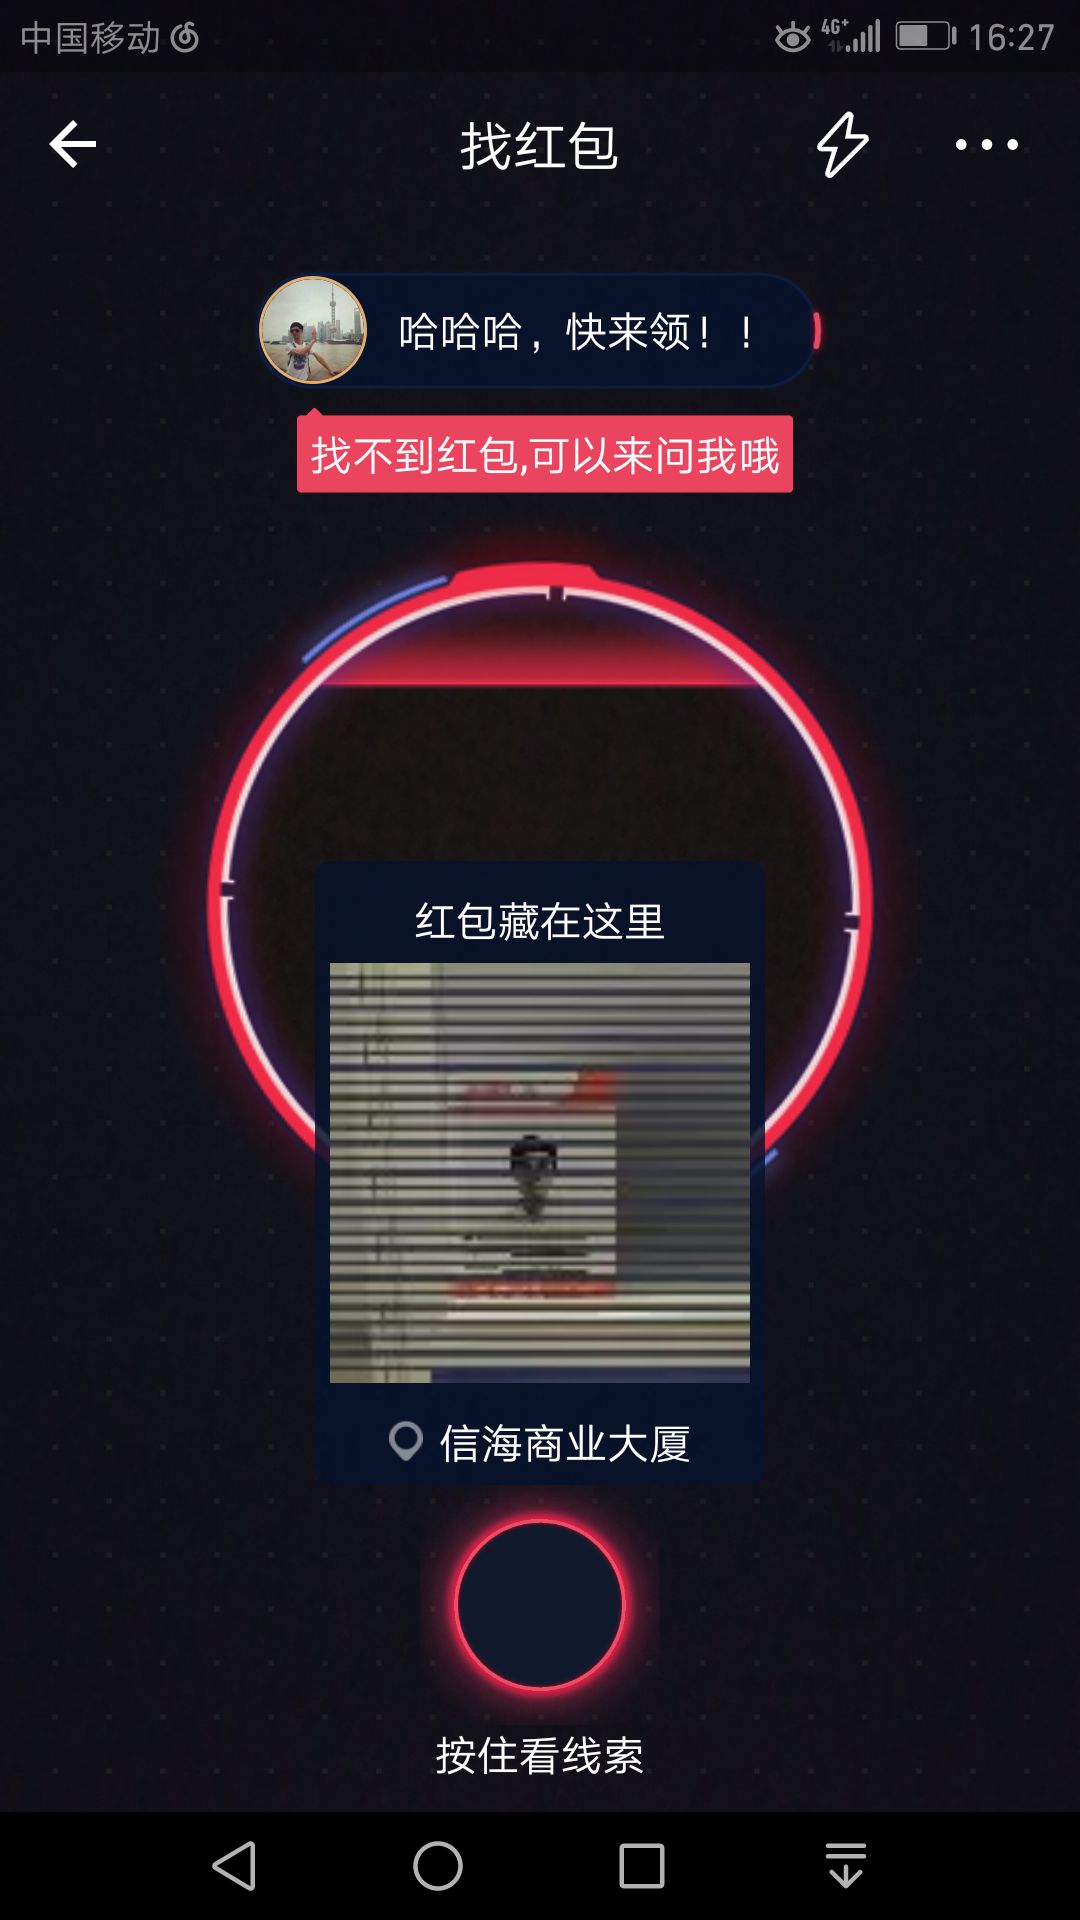 中国移动 4G+ 16:27
找红包
哈哈哈，快来领！！
找不到红包,可以来问我哦
红包藏在这里
信海商业大厦
按住看线索